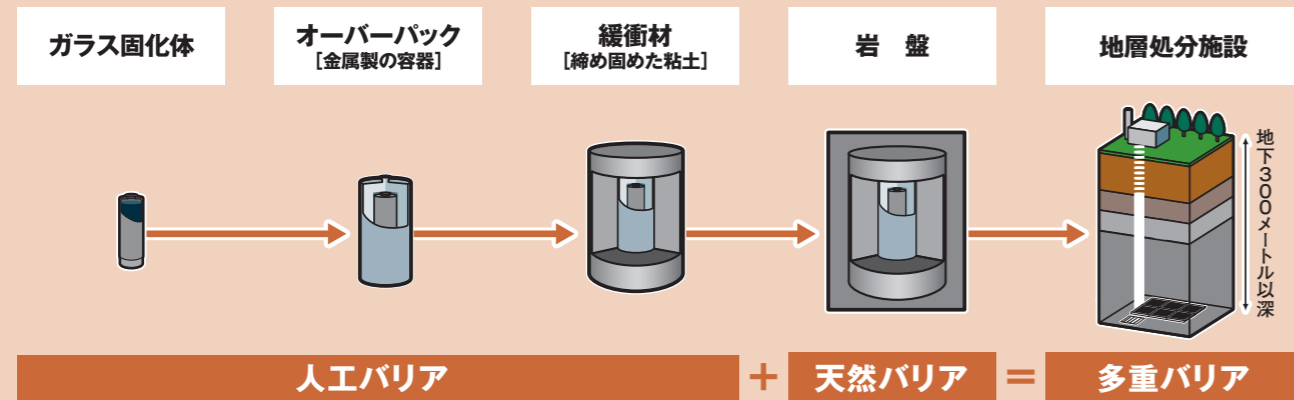 ガラス固化体
オーバーパック
[金属製の容器]
緩衝材
[締め固めた粘土]
岩 盤
地層処分施設
地下300メートル以深
人工バリア
+
天然バリア
=
多重バリア